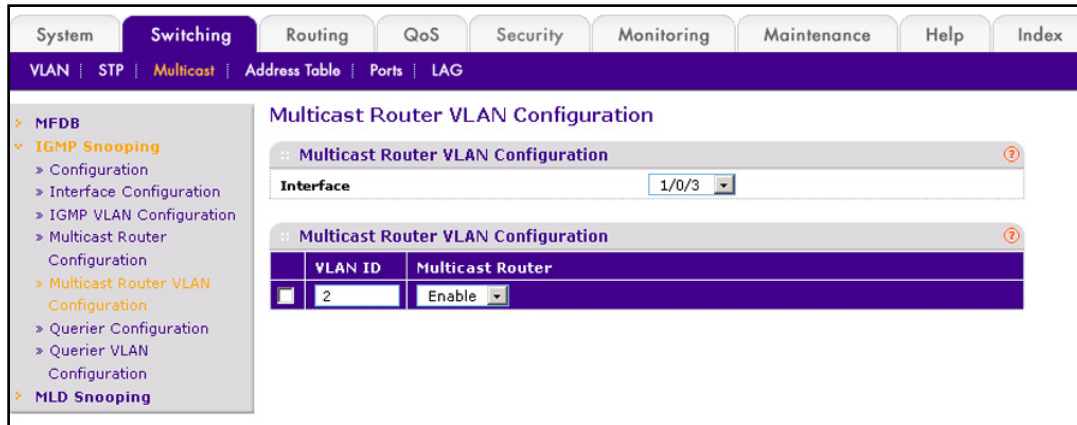 System Switching Routing QoS Security Monitoring Maintenance Help Index
VLAN STP Multicast Address Table Ports LAG
MFDB
IGMP Snooping
» Configuration
» Interface Configuration
» IGMP VLAN Configuration
» Multicast Router
Configuration
» Multicast Router VLAN
Configuration
» Querier Configuration
» Querier VLAN
Configuration
MLD Snooping
Multicast Router VLAN Configuration
Multicast Router VLAN Configuration ?
Interface 1/0/3
Multicast Router VLAN Configuration ?
VLAN ID Multicast Router
2 Enable